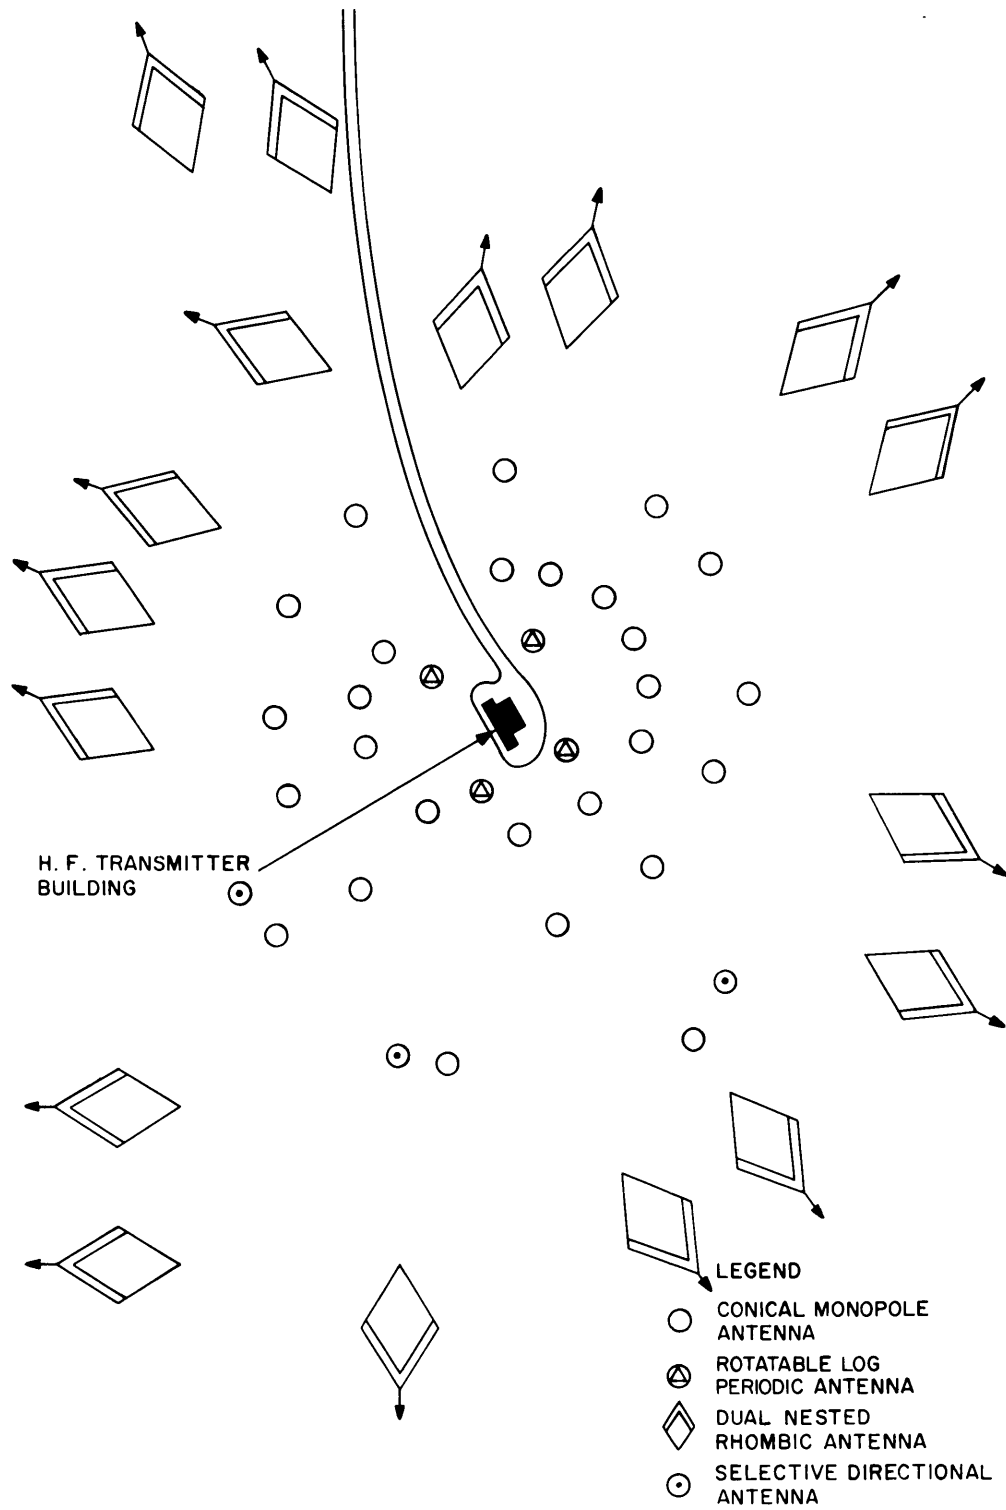 H. F. TRANSMITTER
BUILDING
LEGEND
CONICAL MONOPOLE
ANTENNA
ROTATABLE LOG
PERIODIC ANTENNA
DUAL NESTED
RHOMBIC ANTENNA
SELECTIVE DIRECTIONAL
ANTENNA